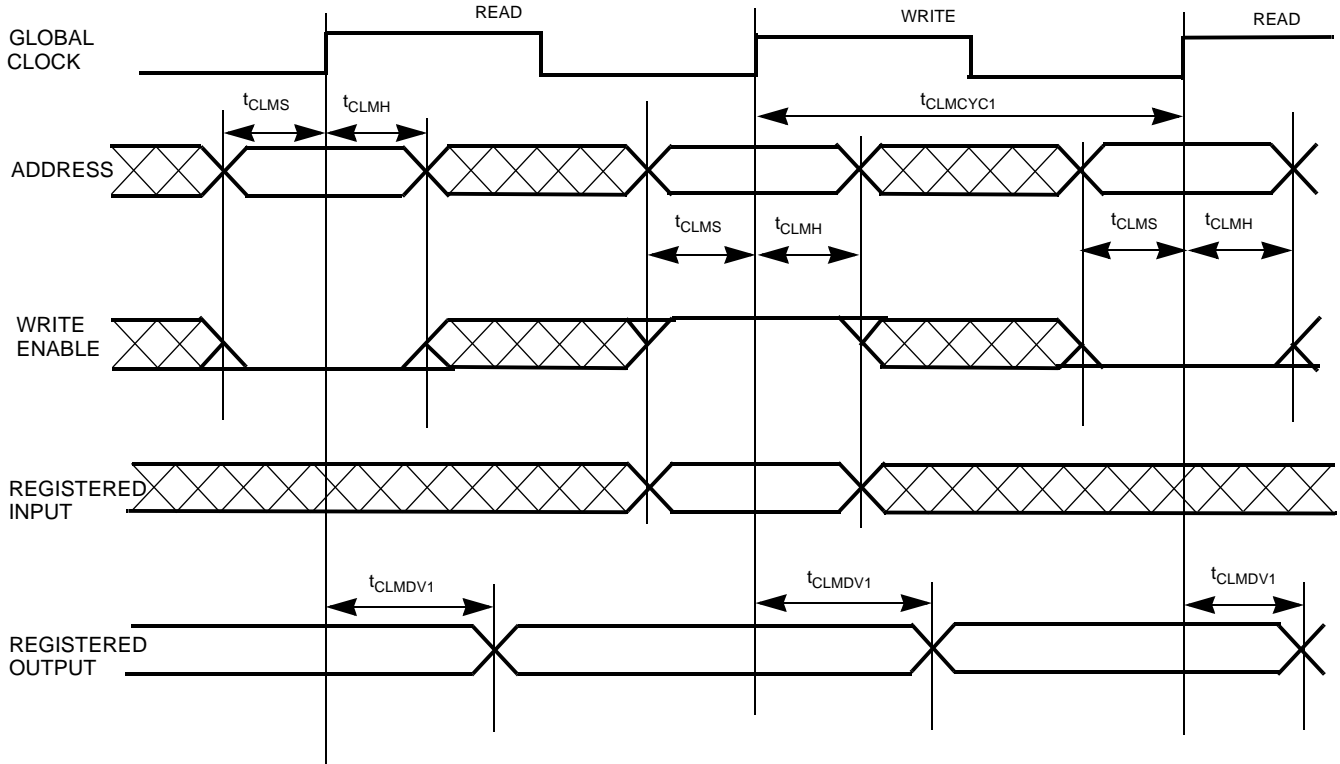 READ
WRITE
READ
GLOBAL
CLOCK
tCLMS
tCLMH
tCLMCYC1
ADDRESS
tCLMS
tCLMH
tCLMS
tCLMH
WRITE
ENABLE
REGISTERED
INPUT
tCLMDV1
tCLMDV1
tCLMDV1
REGISTERED
OUTPUT